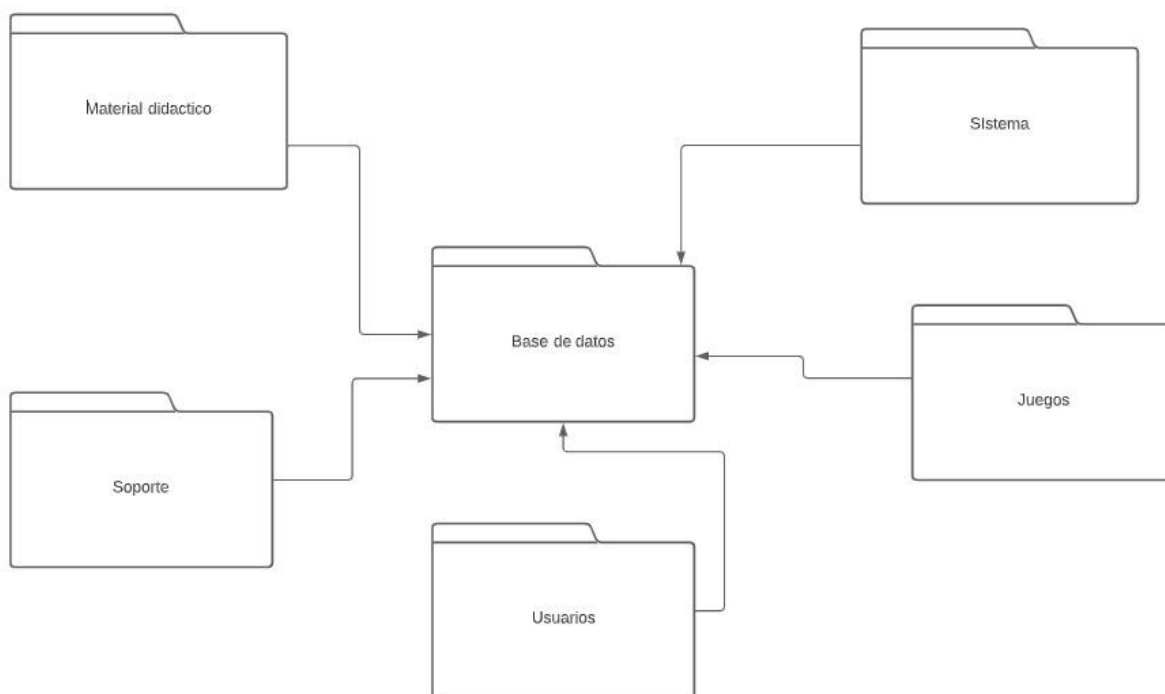 Material didactico
SIstema
Base de datos
Juegos
Soporte
Usuarios